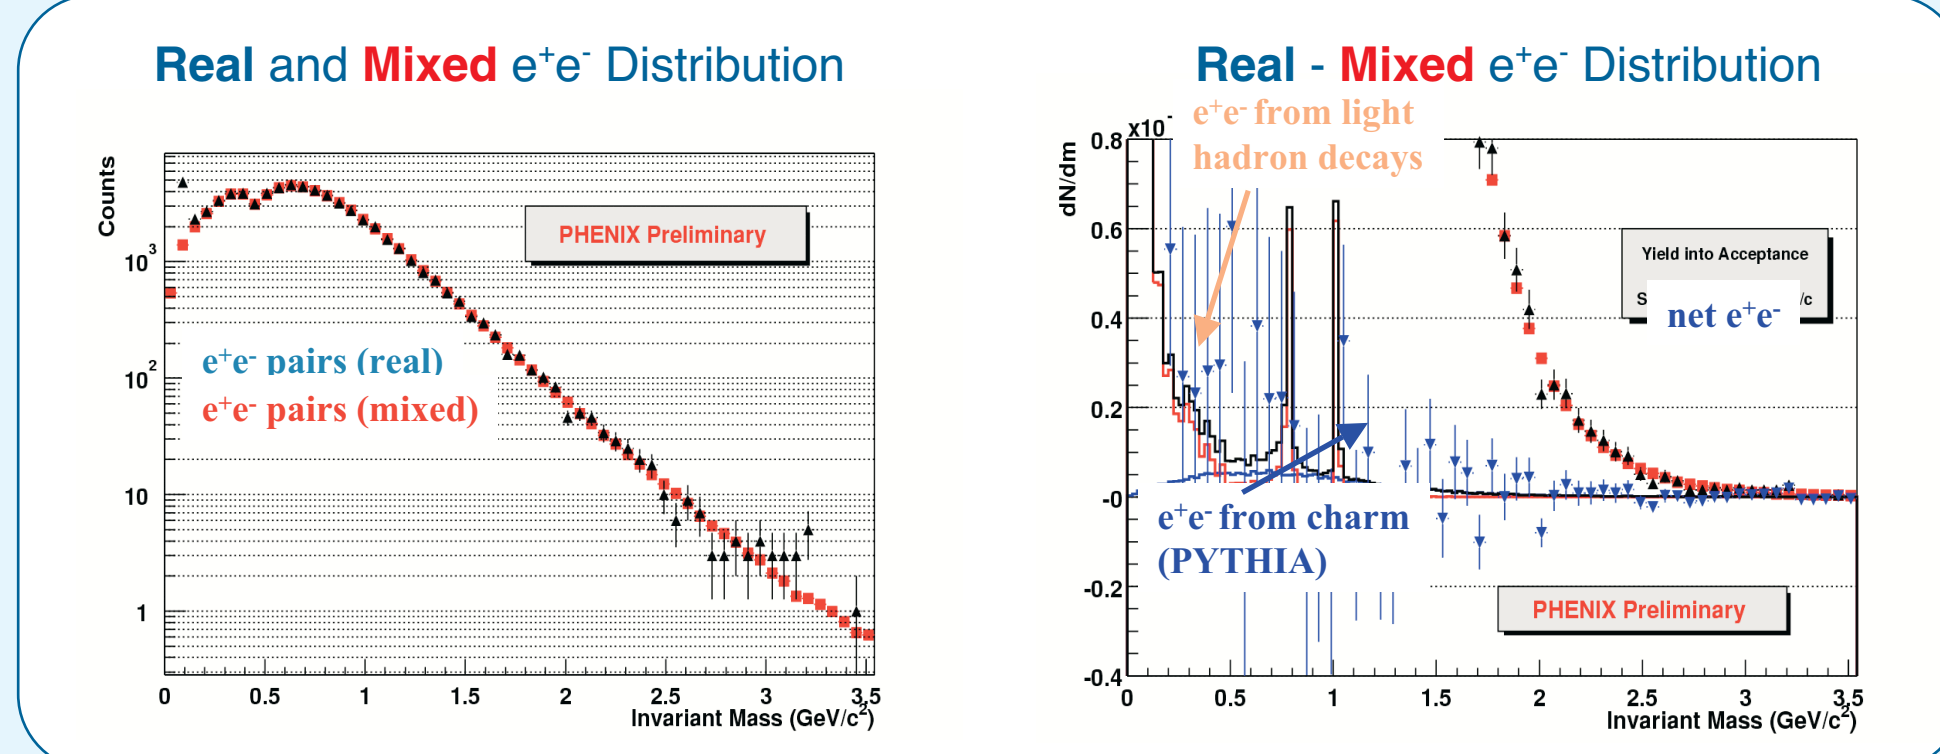 Real and Mixed e⁺e⁻ Distribution
Counts
10³
10²
10
1
PHENIX Preliminary
e⁺e⁻ pairs (real)
e⁺e⁻ pairs (mixed)
0 0.5 1 1.5 2 2.5 3 3.5
Invariant Mass (GeV/c²)
Real - Mixed e⁺e⁻ Distribution
e⁺e⁻ from light
hadron decays
x10⁻
dN/dm
0.8
0.6
0.4
0.2
-0
-0.2
-0.4
Yield into Acceptance
S /c
net e⁺e⁻
e⁺e⁻ from charm
(PYTHIA)
PHENIX Preliminary
0 0.5 1 1.5 2 2.5 3 3.5
Invariant Mass (GeV/c²)